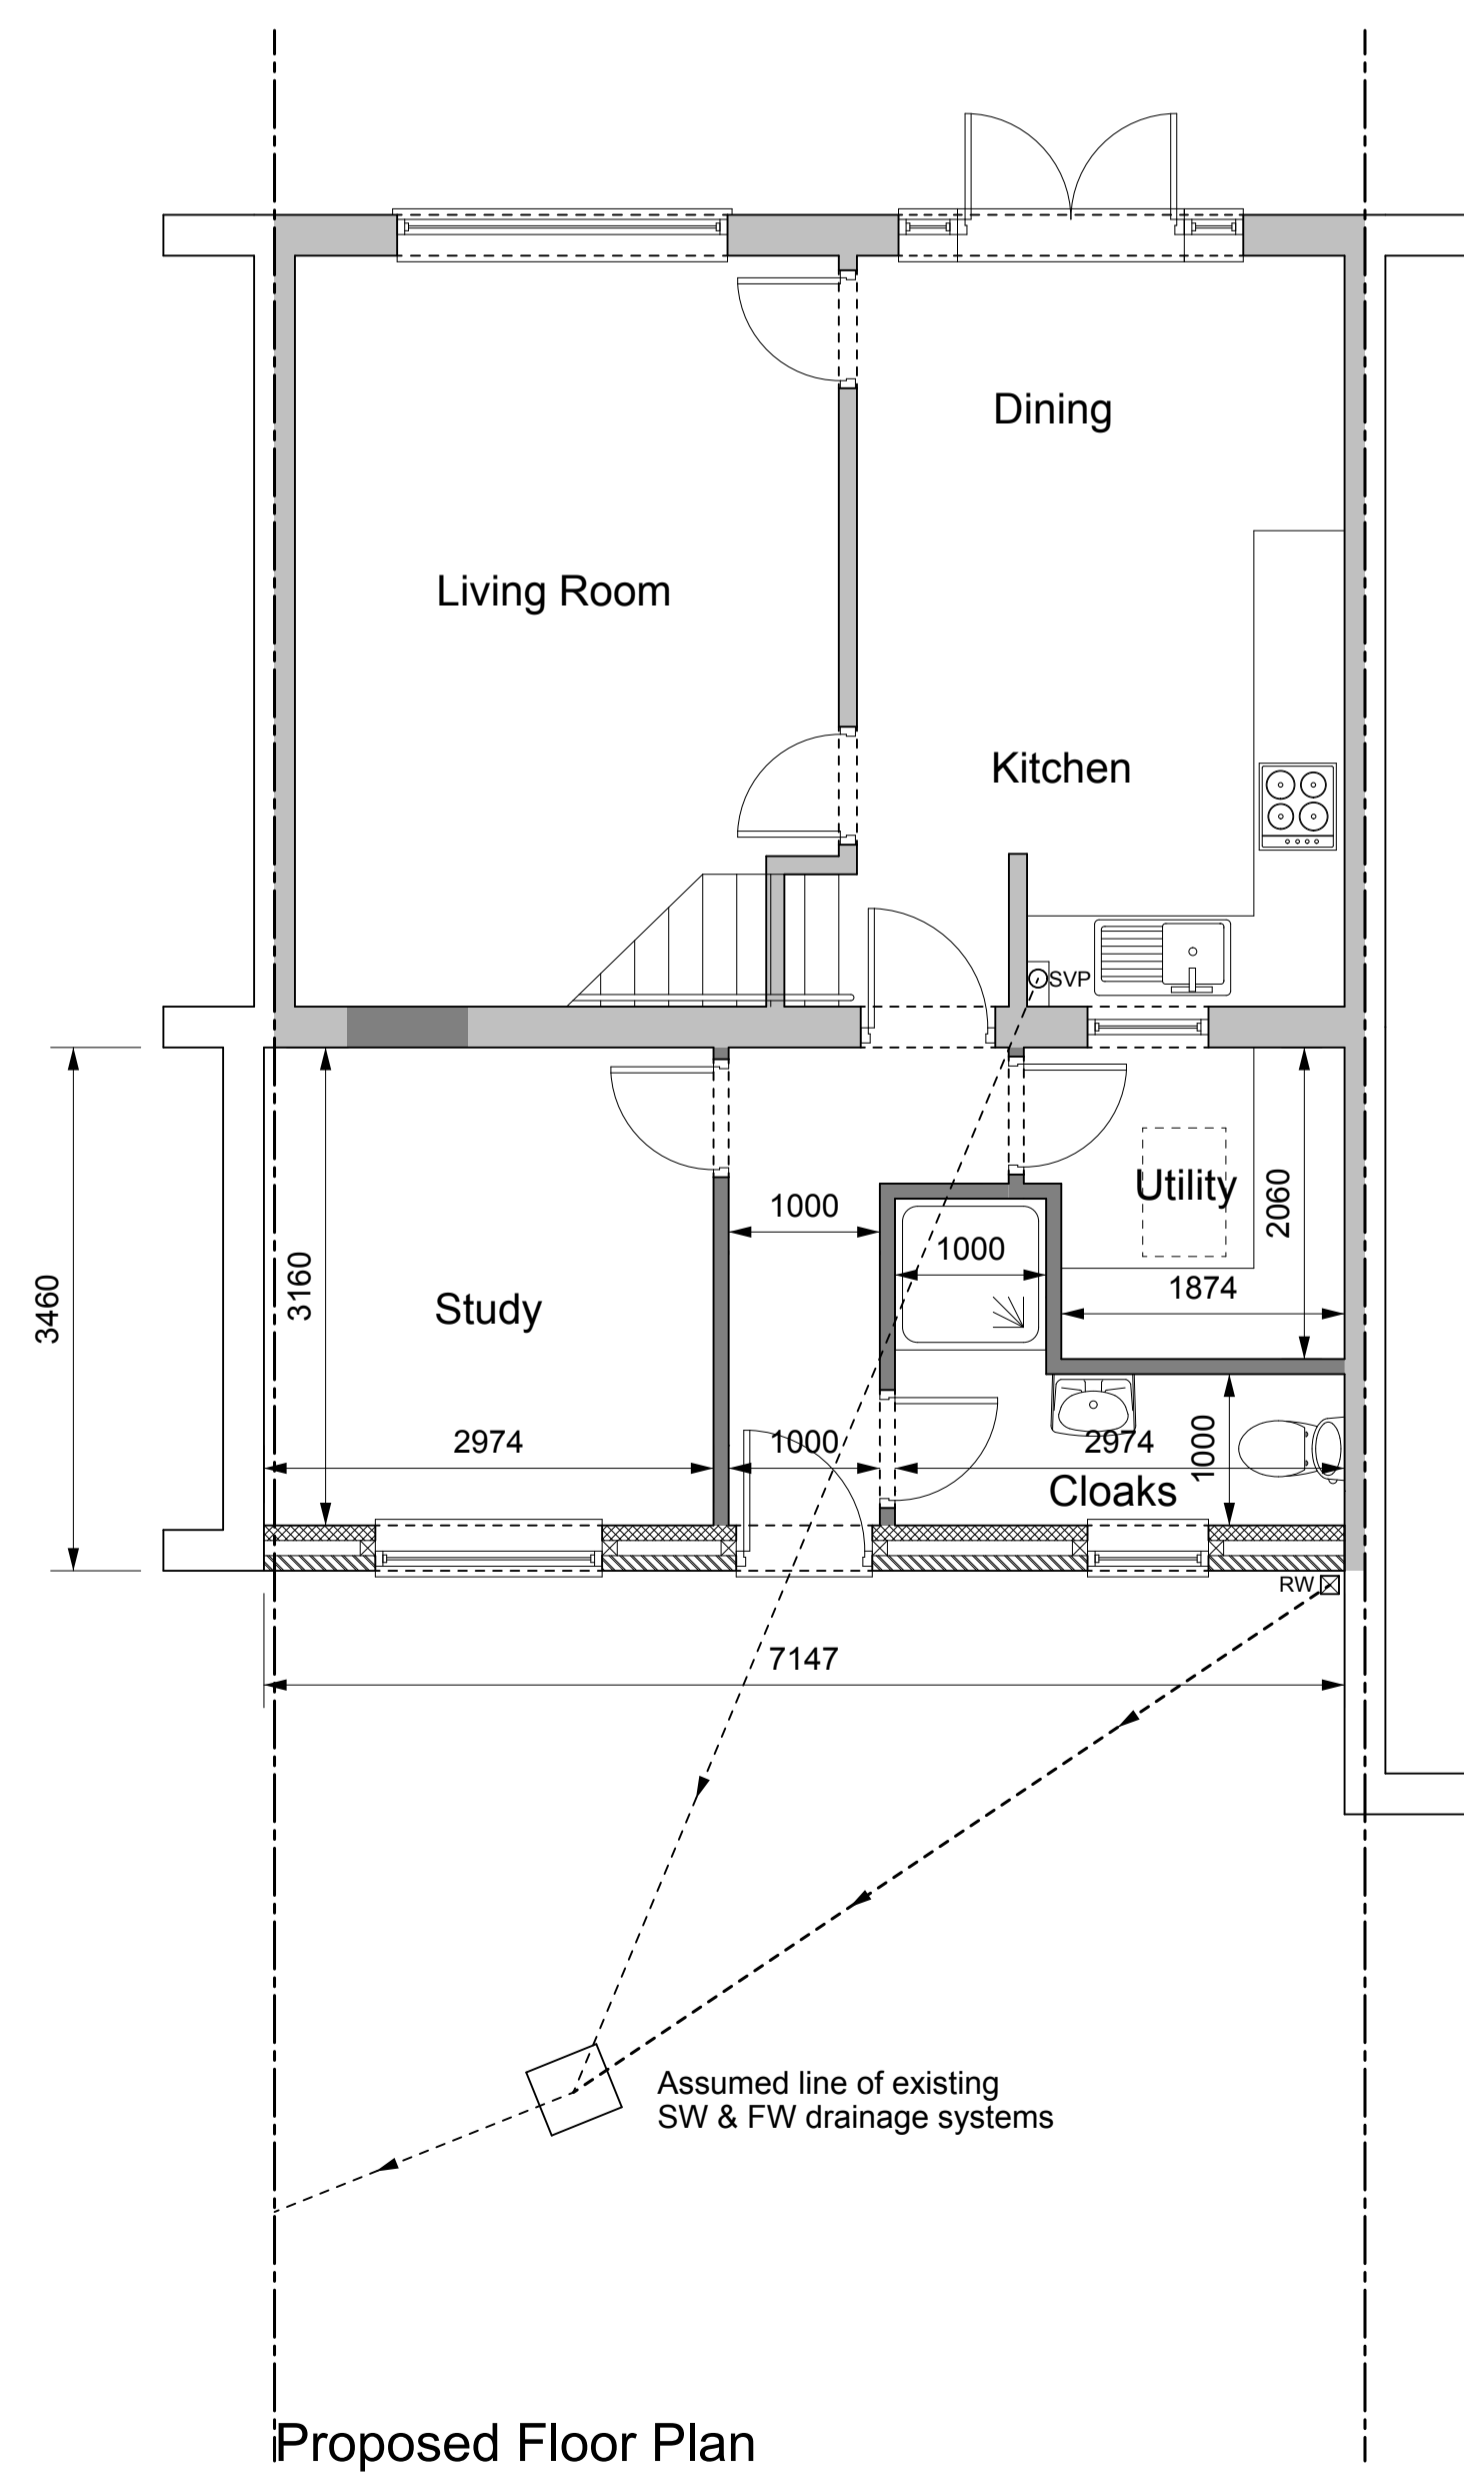 Dining
Living Room
Kitchen
SVP
Utility
2060
1000
1000
3160
3460
1874
Study
2974
1000
2974
1000
Cloaks
RW
7147
Assumed line of existing
SW & FW drainage systems
Proposed Floor Plan